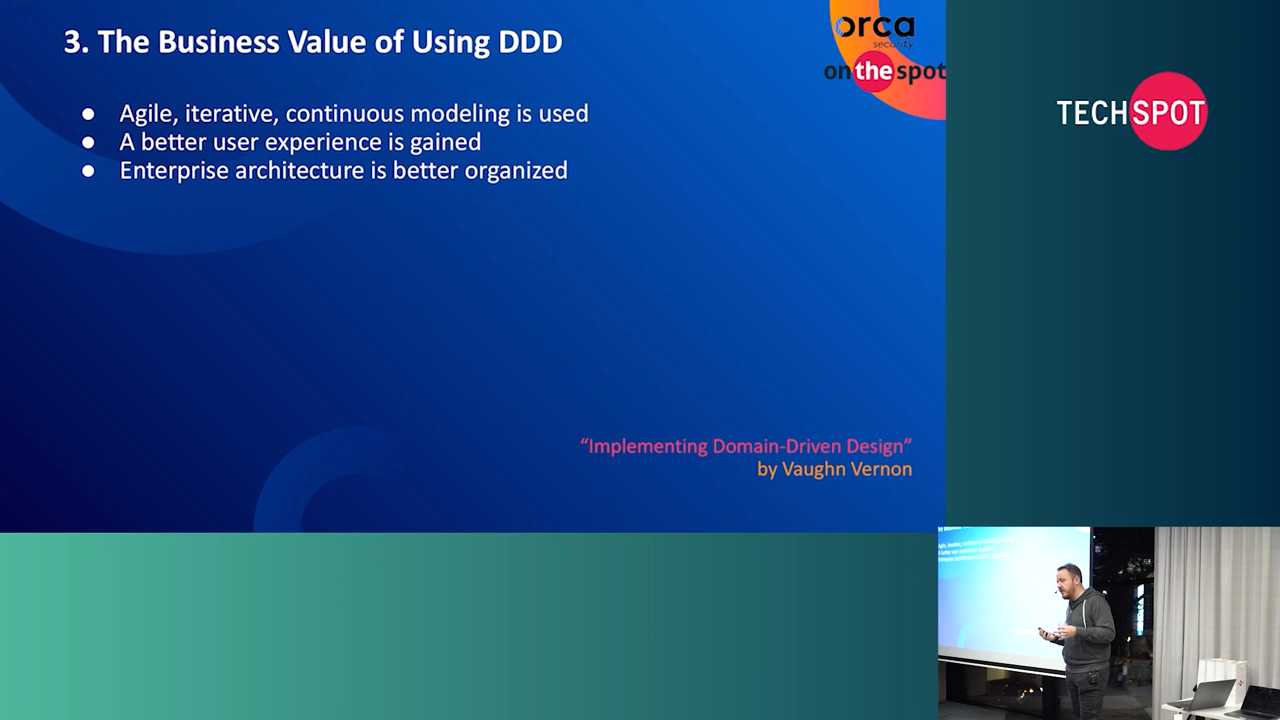 3. The Business Value of Using DDD
● Agile, iterative, continuous modeling is used
● A better user experience is gained
● Enterprise architecture is better organized
“Implementing Domain-Driven Design”
by Vaughn Vernon
orca
security
on the spot
TECHSPOT